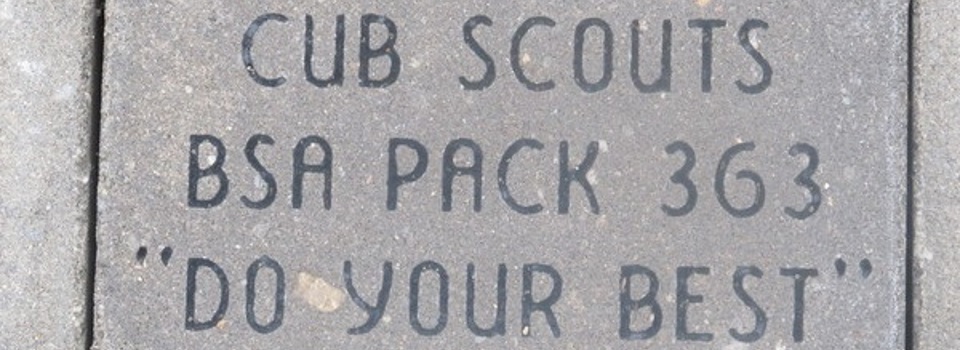 CUB SCOUTS
BSA PACK 363
"DO YOUR BEST"